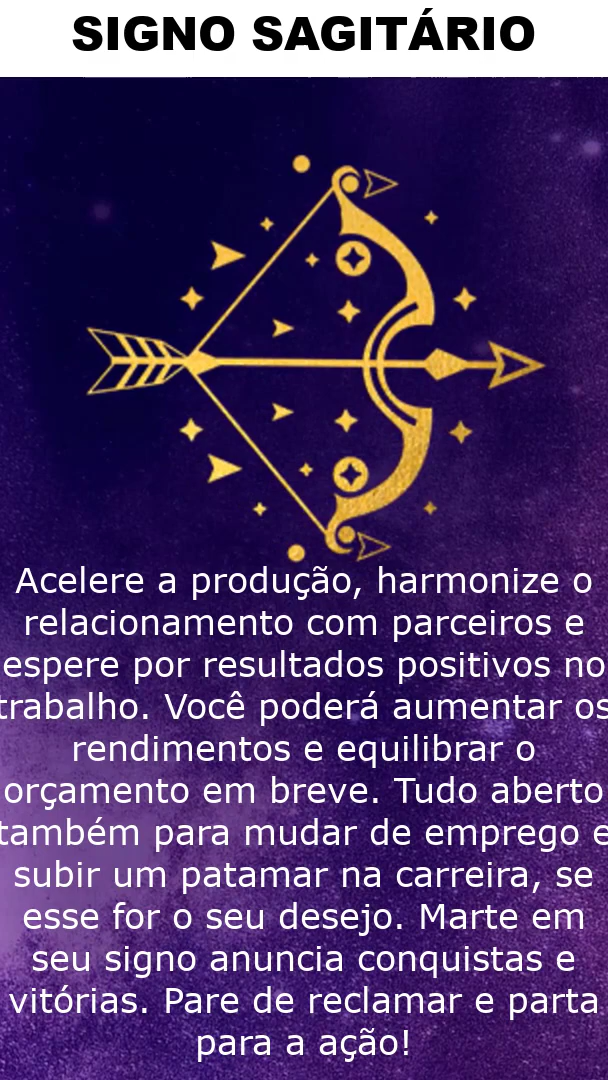 SIGNO SAGITÁRIO
Acelere a produção, harmonize o
relacionamento com parceiros e
espere por resultados positivos no
trabalho. Você poderá aumentar os
rendimentos e equilibrar o
orçamento em breve. Tudo aberto
também para mudar de emprego e
subir um patamar na carreira, se
esse for o seu desejo. Marte em
seu signo anuncia conquistas e
vitórias. Pare de reclamar e parta
para a ação!